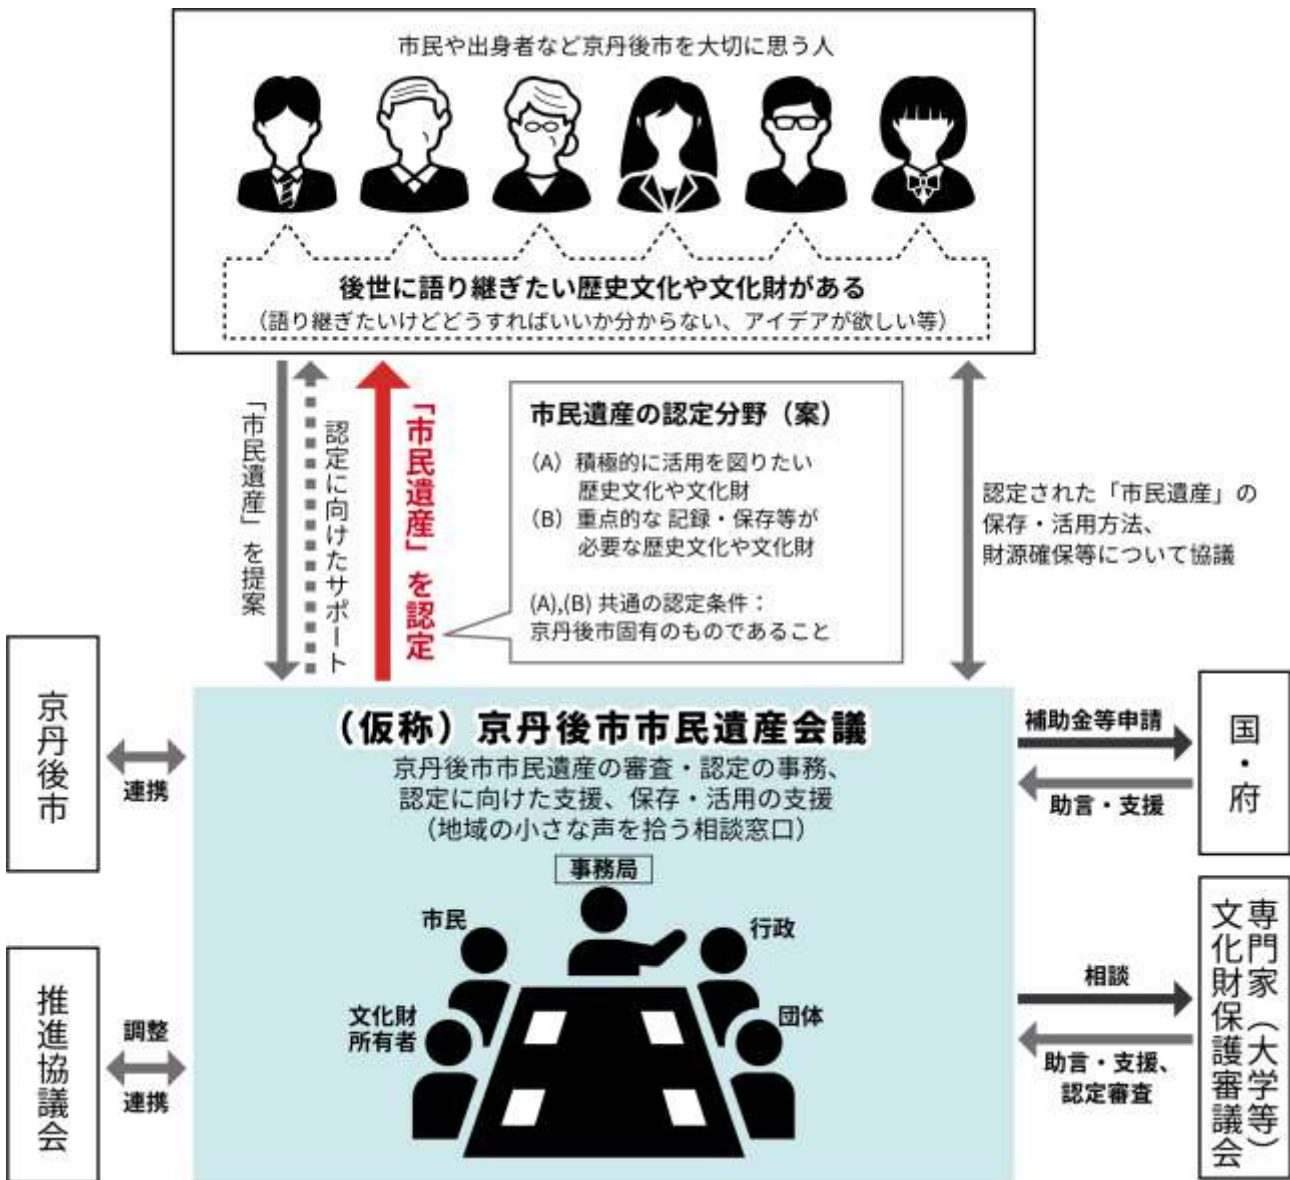 市民や出身者など京丹後市を大切に思う人
後世に語り継ぎたい歴史文化や文化財がある
（語り継ぎたいけどどうすればいいか分からない、アイデアが欲しい等）
「市民遺産」を提案
認定に向けたサポート
「市民遺産」を認定
市民遺産の認定分野（案）
（A）積極的に活用を図りたい
歴史文化や文化財
（B）重点的な 記録・保存等が
必要な歴史文化や文化財
(A),(B) 共通の認定条件：
京丹後市固有のものであること
認定された「市民遺産」の
保存・活用方法、
財源確保等について協議
京丹後市
連携
推進協議会
調整
連携
（仮称）京丹後市市民遺産会議
京丹後市市民遺産の審査・認定の事務、
認定に向けた支援、保存・活用の支援
（地域の小さな声を拾う相談窓口）
事務局
市民
行政
文化財
所有者
団体
補助金等申請
助言・支援
国・府
相談
助言・支援、
認定審査
専門家（大学等）
文化財保護審議会